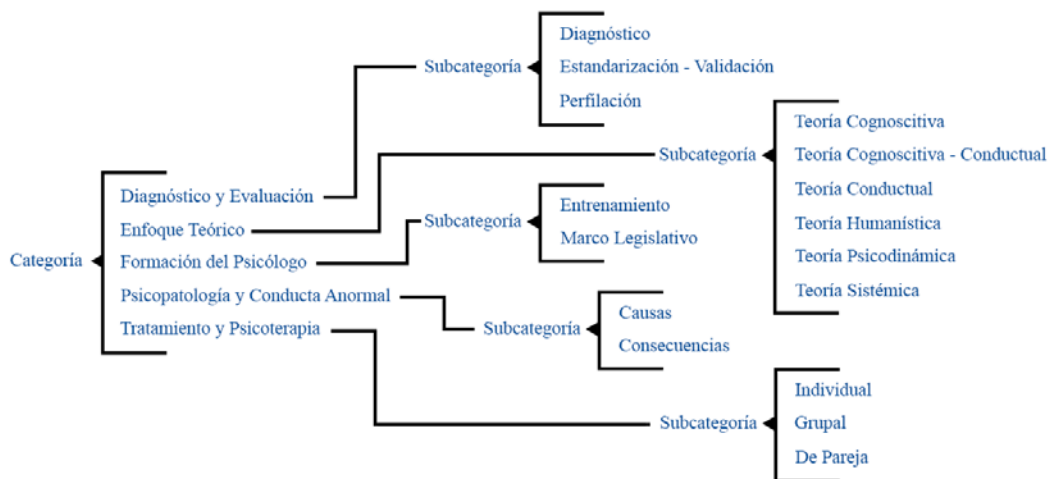 Categoría
Diagnóstico y Evaluación
Enfoque Teórico
Formación del Psicólogo
Psicopatología y Conducta Anormal
Tratamiento y Psicoterapia
Subcategoría
Diagnóstico
Estandarización - Validación
Perfilación
Subcategoría
Teoría Cognoscitiva
Teoría Cognoscitiva - Conductual
Teoría Conductual
Teoría Humanística
Teoría Psicodinámica
Teoría Sistémica
Subcategoría
Entrenamiento
Marco Legislativo
Subcategoría
Causas
Consecuencias
Subcategoría
Individual
Grupal
De Pareja